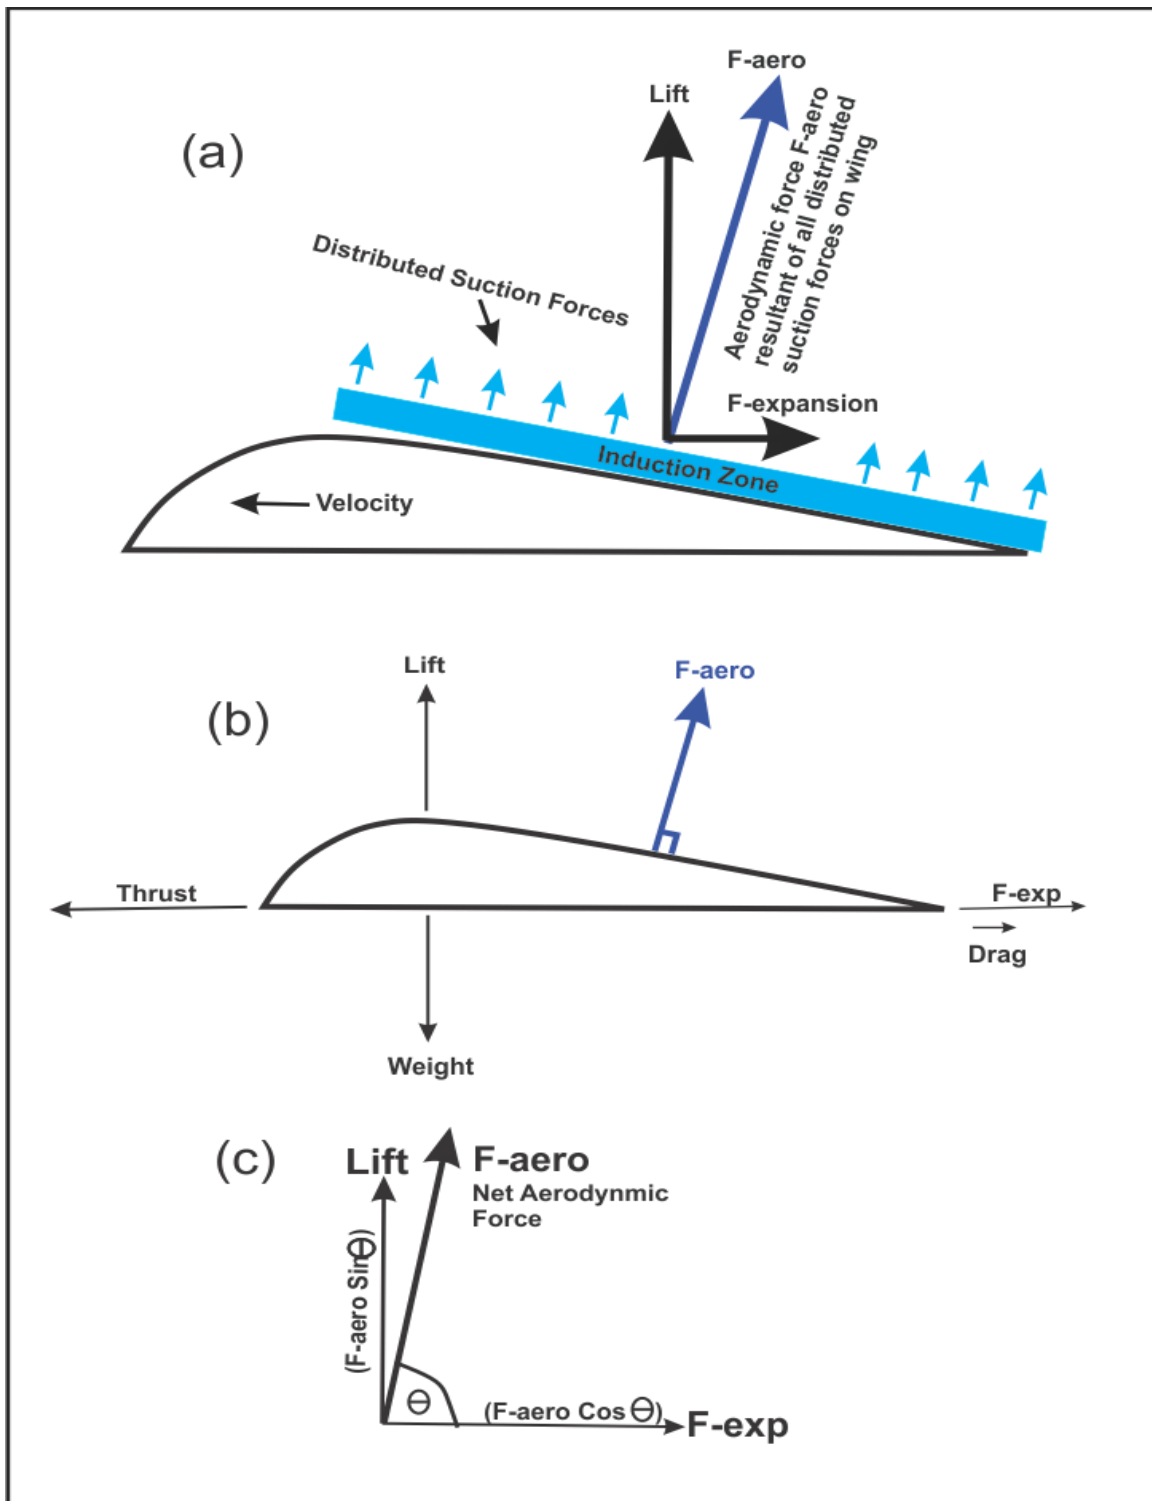 F-aero
Lift
(a)
Aerodynamic force F-aero
resultant of all distributed
suction forces on wing
Distributed Suction Forces
F-expansion
Induction Zone
Velocity
Lift
F-aero
(b)
Thrust
F-exp
Drag
Weight
(c)
Lift
F-aero
Net Aerodynmic
Force
(F-aero SinΘ)
Θ
(F-aero Cos Θ)
F-exp